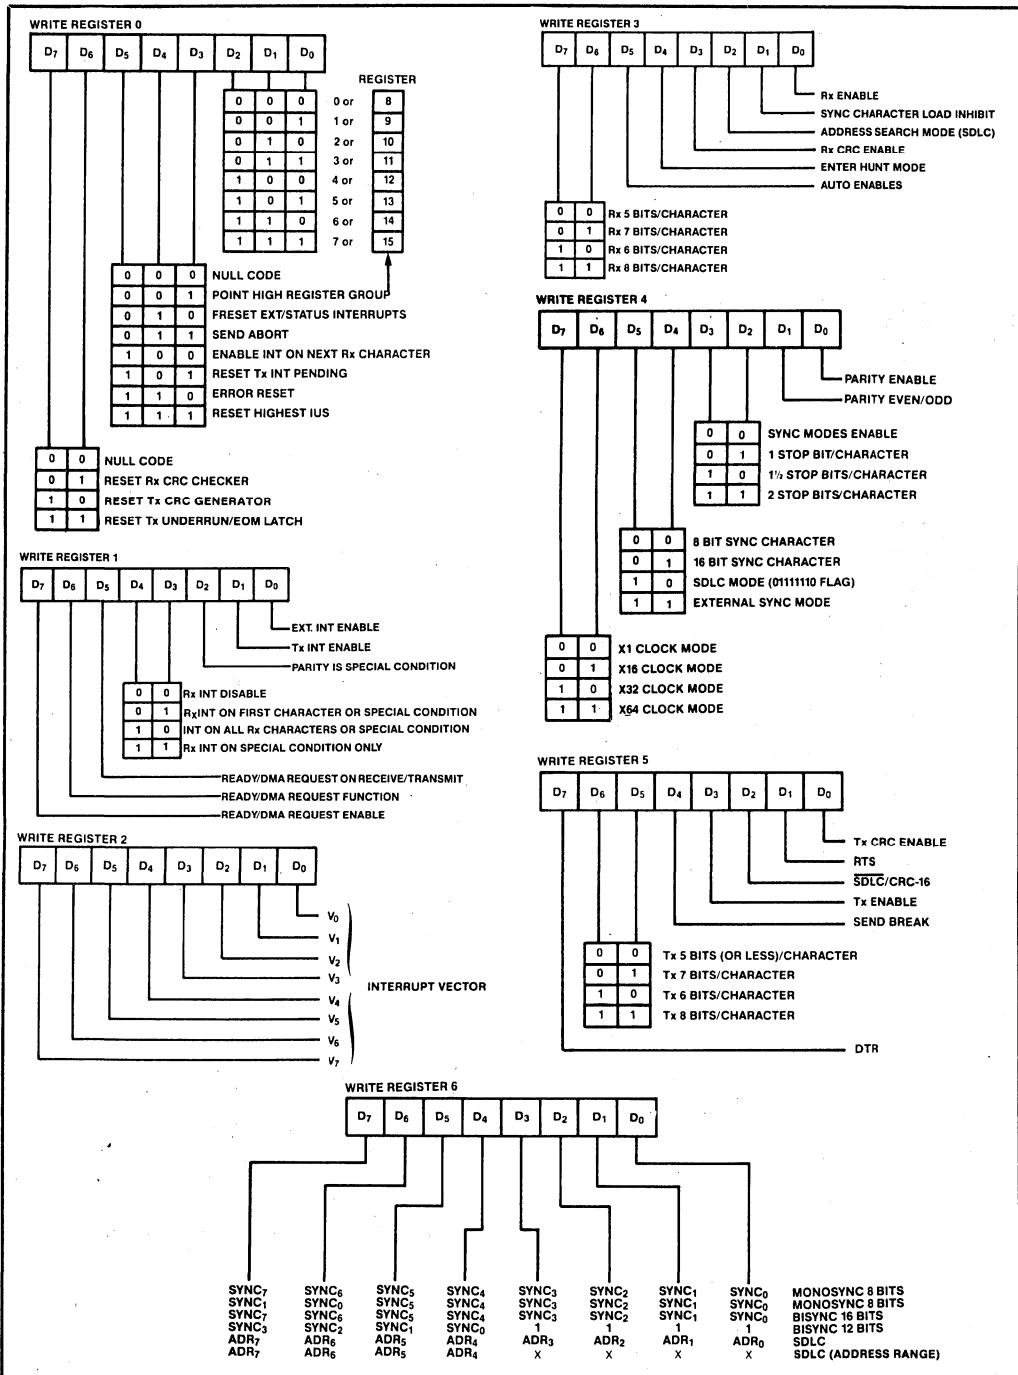 WRITE REGISTER 0
D7 D6 D5 D4 D3 D2 D1 D0
REGISTER
0 0 0 0 or 8
0 0 1 1 or 9
0 1 0 2 or 10
0 1 1 3 or 11
1 0 0 4 or 12
1 0 1 5 or 13
1 1 0 6 or 14
1 1 1 7 or 15
0 0 0 NULL CODE
0 0 1 POINT HIGH REGISTER GROUP
0 1 0 FRESET EXT/STATUS INTERRUPTS
0 1 1 SEND ABORT
1 0 0 ENABLE INT ON NEXT Rx CHARACTER
1 0 1 RESET Tx INT PENDING
1 1 0 ERROR RESET
1 1 1 RESET HIGHEST IUS
0 0 NULL CODE
0 1 RESET Rx CRC CHECKER
1 0 RESET Tx CRC GENERATOR
1 1 RESET Tx UNDERRUN/EOM LATCH
WRITE REGISTER 1
D7 D6 D5 D4 D3 D2 D1 D0
EXT. INT ENABLE
Tx INT ENABLE
PARITY IS SPECIAL CONDITION
0 0 Rx INT DISABLE
0 1 RxINT ON FIRST CHARACTER OR SPECIAL CONDITION
1 0 INT ON ALL Rx CHARACTERS OR SPECIAL CONDITION
1 1 Rx INT ON SPECIAL CONDITION ONLY
READY/DMA REQUEST ON RECEIVE/TRANSMIT
READY/DMA REQUEST FUNCTION
READY/DMA REQUEST ENABLE
WRITE REGISTER 2
D7 D6 D5 D4 D3 D2 D1 D0
V0
V1
V2
V3
INTERRUPT VECTOR
V4
V5
V6
V7
WRITE REGISTER 3
D7 D6 D5 D4 D3 D2 D1 D0
Rx ENABLE
SYNC CHARACTER LOAD INHIBIT
ADDRESS SEARCH MODE (SDLC)
Rx CRC ENABLE
ENTER HUNT MODE
AUTO ENABLES
0 0 Rx 5 BITS/CHARACTER
0 1 Rx 7 BITS/CHARACTER
1 0 Rx 6 BITS/CHARACTER
1 1 Rx 8 BITS/CHARACTER
WRITE REGISTER 4
D7 D6 D5 D4 D3 D2 D1 D0
PARITY ENABLE
PARITY EVEN/ODD
0 0 SYNC MODES ENABLE
0 1 1 STOP BIT/CHARACTER
1 0 1½ STOP BITS/CHARACTER
1 1 2 STOP BITS/CHARACTER
0 0 8 BIT SYNC CHARACTER
0 1 16 BIT SYNC CHARACTER
1 0 SDLC MODE (01111110 FLAG)
1 1 EXTERNAL SYNC MODE
0 0 X1 CLOCK MODE
0 1 X16 CLOCK MODE
1 0 X32 CLOCK MODE
1 1 X64 CLOCK MODE
WRITE REGISTER 5
D7 D6 D5 D4 D3 D2 D1 D0
Tx CRC ENABLE
RTS
S̅D̅L̅C̅/CRC-16
Tx ENABLE
SEND BREAK
0 0 Tx 5 BITS (OR LESS)/CHARACTER
0 1 Tx 7 BITS/CHARACTER
1 0 Tx 6 BITS/CHARACTER
1 1 Tx 8 BITS/CHARACTER
DTR
WRITE REGISTER 6
D7 D6 D5 D4 D3 D2 D1 D0
SYNC7 SYNC6 SYNC5 SYNC4 SYNC3 SYNC2 SYNC1 SYNC0 MONOSYNC 8 BITS
SYNC1 SYNC0 SYNC5 SYNC4 SYNC3 SYNC2 SYNC1 SYNC0 MONOSYNC 8 BITS
SYNC7 SYNC6 SYNC5 SYNC4 SYNC3 SYNC2 SYNC1 SYNC0 BISYNC 16 BITS
SYNC3 SYNC2 SYNC1 SYNC0 1 1 1 1 BISYNC 12 BITS
ADR7 ADR6 ADR5 ADR4 ADR3 ADR2 ADR1 ADR0 SDLC
ADR7 ADR6 ADR5 ADR4 X X X X SDLC (ADDRESS RANGE)